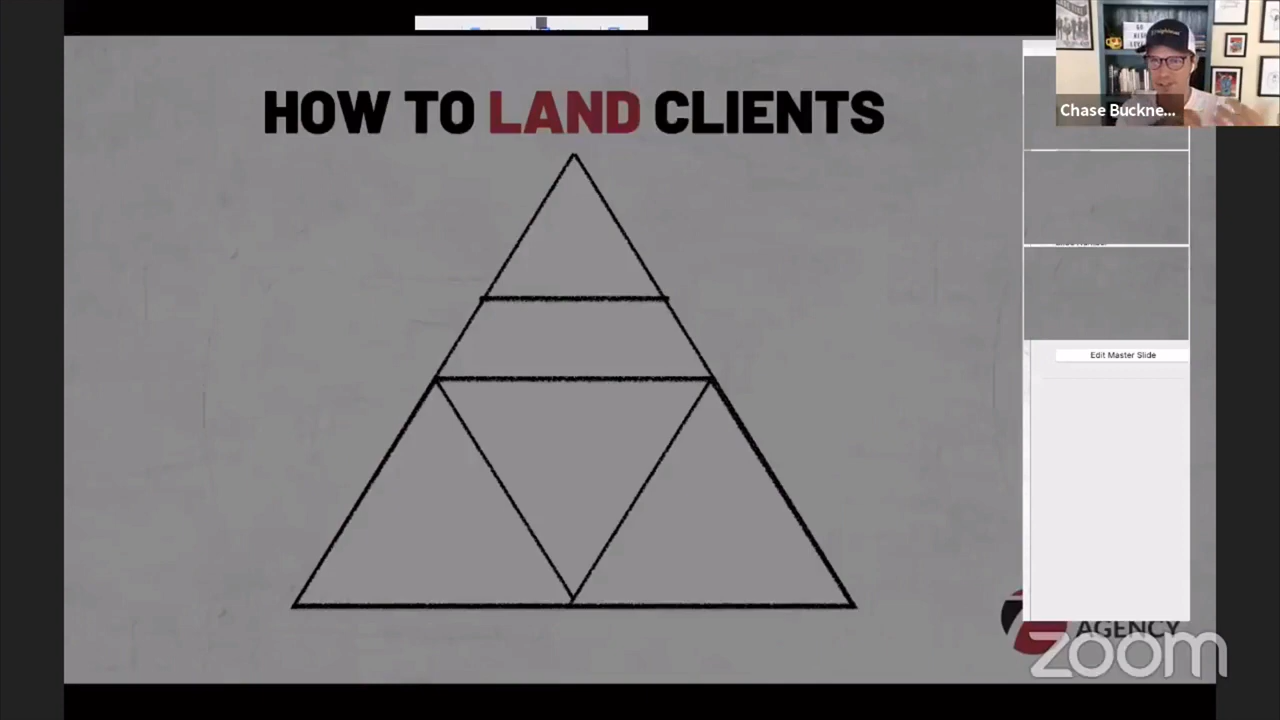 HOW TO LAND CLIENTS
Chase Buckne...
Edit Master Slide
AGENCY
zoom